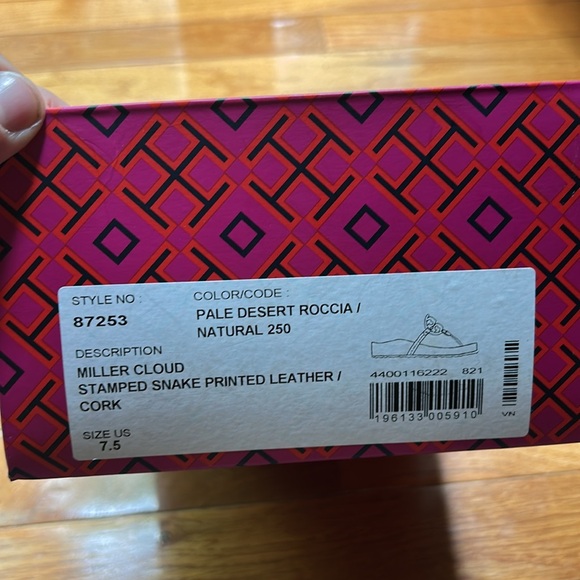 STYLE NO :
87253
COLOR/CODE :
PALE DESERT ROCCIA /
NATURAL 250
DESCRIPTION
MILLER CLOUD
STAMPED SNAKE PRINTED LEATHER /
CORK
SIZE US
7.5
4400116222 821
196133 005910
VN